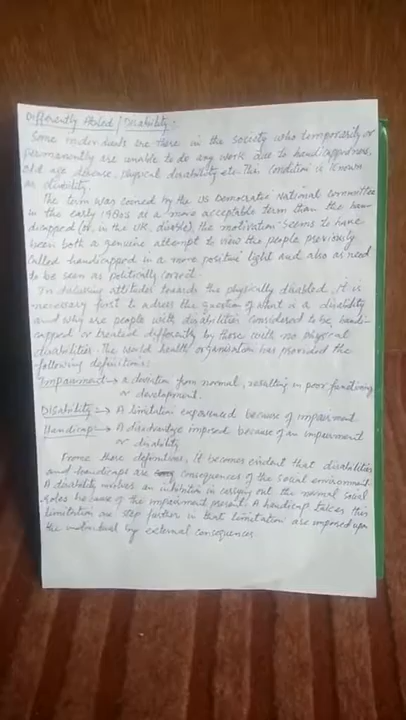 Differently Abled / Disability:
Some individuals are there in the society who temporarily or
permanently are unable to do any work due to handicappedness,
old age disease, physical disability etc. This condition is known
as disability.
The term was coined by the US Democratic National Committee
in the early 1980s as a more acceptable term than the han-
dicapped (or, in the UK, disable), the motivation seems to have
been both a genuine attempt to view the people previously
called handicapped in a more positive light and also as need
to be seen as politically correct.
In attitudes towards the physically disabled, it is
necessary first to adress the question of what is a disability
and why are people with disabilities considered to be handi-
capped or treated differently by those with no physical
disabilities. The world health organisation has provided the
following definitions:
Impairment → a deviation from normal, resulting in poor functioning
or development.
Disability → A limitation experienced because of impairment
Handicap → A disadvantage imposed because of an impairment
or disability
From these definitions, it becomes evident that disabilities
and handicaps are consequences of the social environment.
A disability involves an inhibition in carrying out the normal social
roles because of the impairment present. A handicap takes this
limitation one step further in that limitation are imposed upon
the individual by external consequences